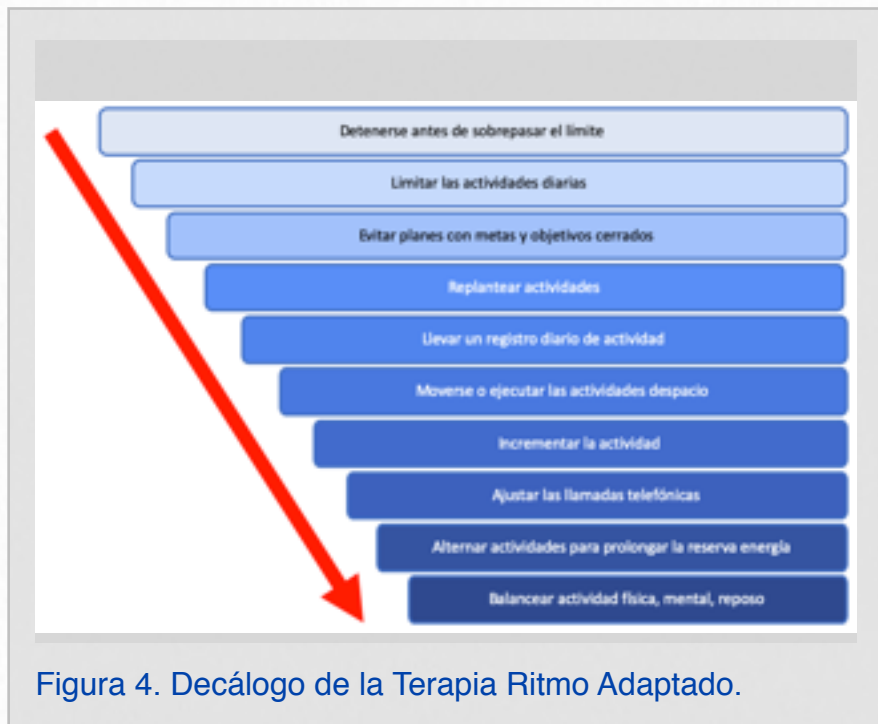 Detenerse antes de sobrepasar el límite
Limitar las actividades diarias
Evitar planes con metas y objetivos cerrados
Replantear actividades
Llevar un registro diario de actividad
Moverse o ejecutar las actividades despacio
Incrementar la actividad
Ajustar las llamadas telefónicas
Alternar actividades para prolongar la reserva energía
Balancear actividad física, mental, reposo
Figura 4. Decálogo de la Terapia Ritmo Adaptado.